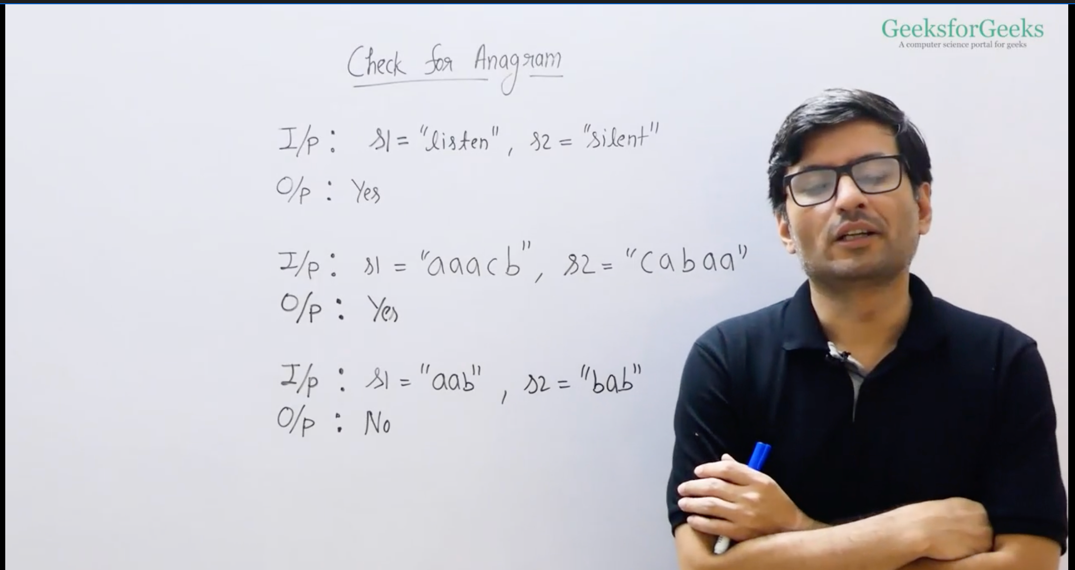 GeeksforGeeks
A computer science portal for geeks
Check for Anagram
I/p : s1 = "listen", s2 = "silent"
O/p : Yes
I/p : s1 = "aaacb", s2 = "cabaa"
O/p : Yes
I/p : s1 = "aab", s2 = "bab"
O/p : No